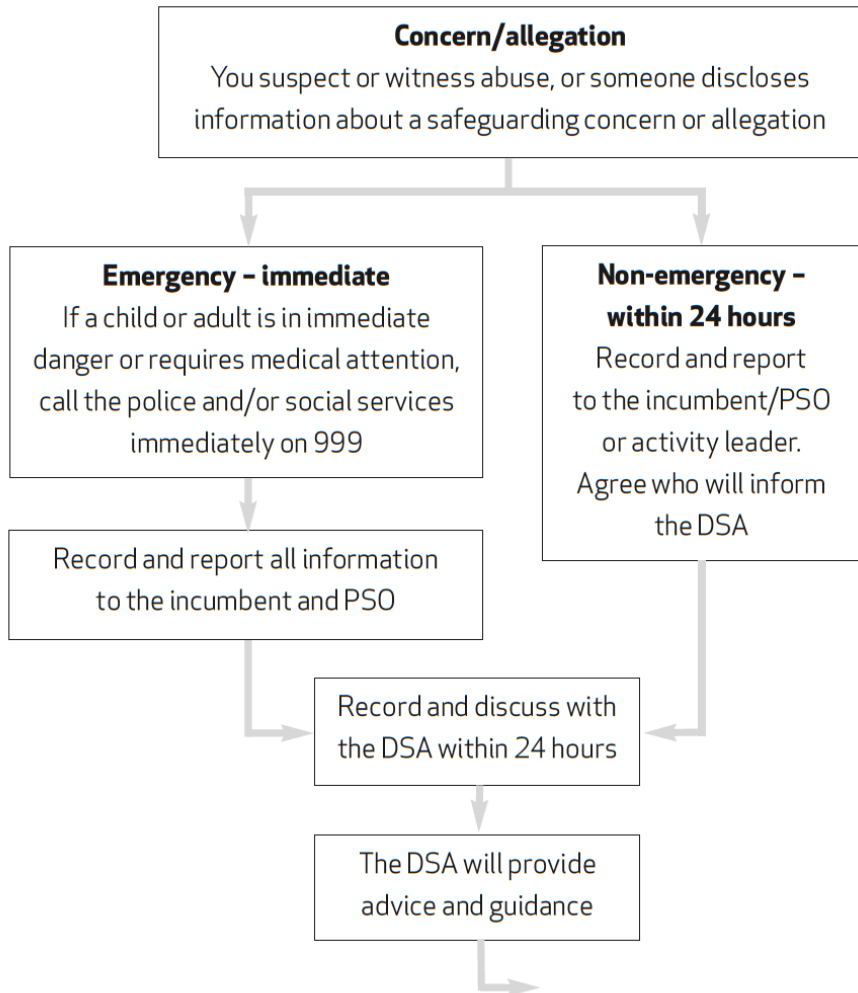 Concern/allegation
You suspect or witness abuse, or someone discloses
information about a safeguarding concern or allegation
Emergency – immediate
If a child or adult is in immediate
danger or requires medical attention,
call the police and/or social services
immediately on 999
Non-emergency –
within 24 hours
Record and report
to the incumbent/PSO
or activity leader.
Agree who will inform
the DSA
Record and report all information
to the incumbent and PSO
Record and discuss with
the DSA within 24 hours
The DSA will provide
advice and guidance